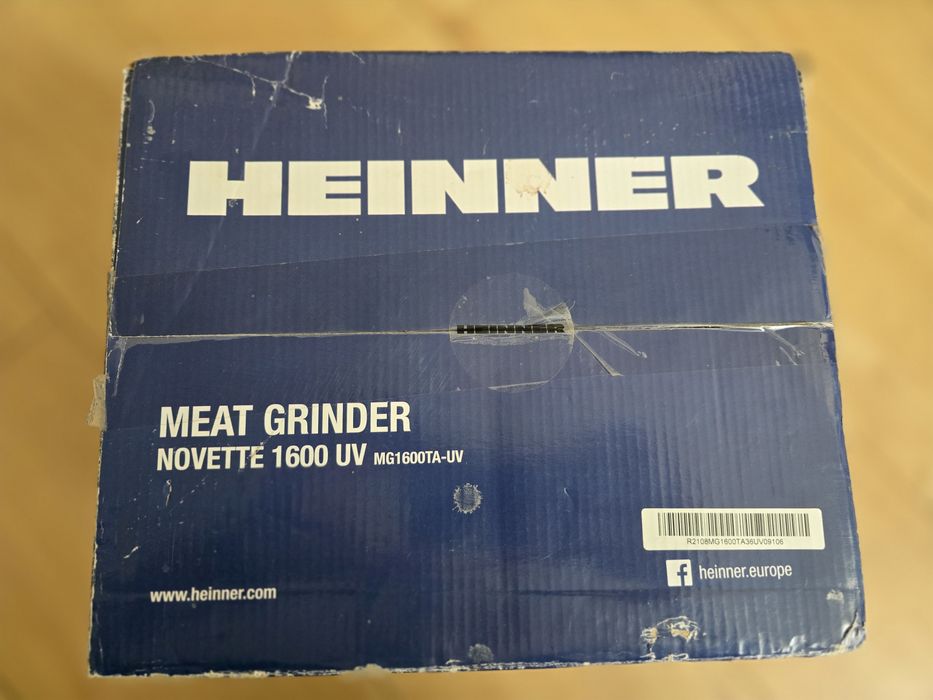 HEINNER
HEINNER
MEAT GRINDER
NOVETTE 1600 UV MG1600TA-UV
R2108MG1600TA36UV09106
heinner.europe
www.heinner.com